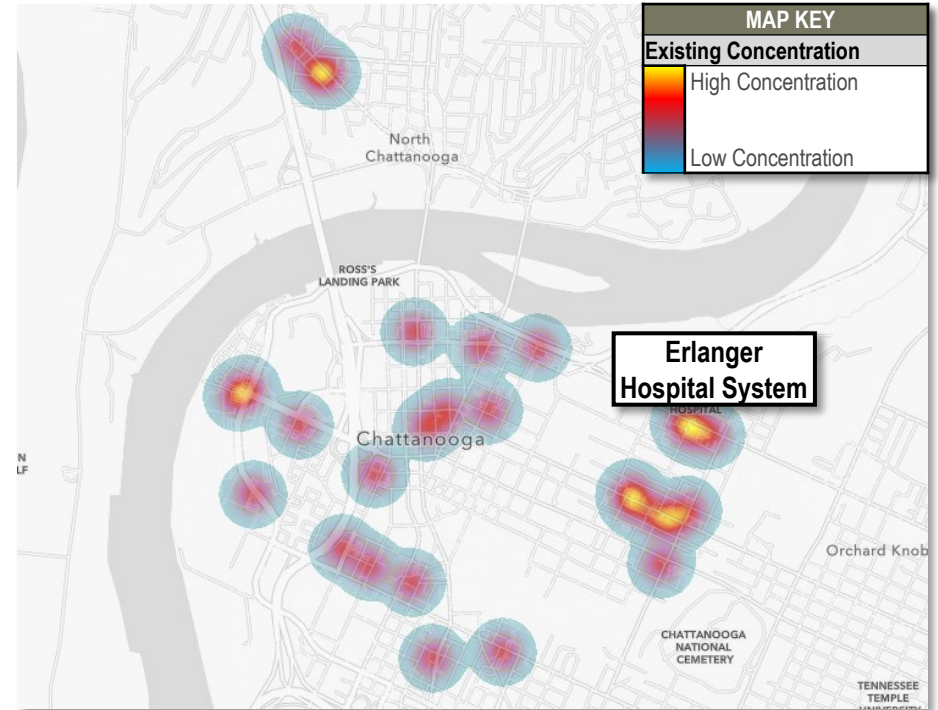 MAP KEY
Existing Concentration
High Concentration
Low Concentration
North
Chattanooga
ROSS'S
LANDING PARK
Erlanger
Hospital System
HOSPITAL
Chattanooga
N
LF
Orchard Knob
CHATTANOOGA
NATIONAL
CEMETERY
TENNESSEE
TEMPLE
UNIVERSITY